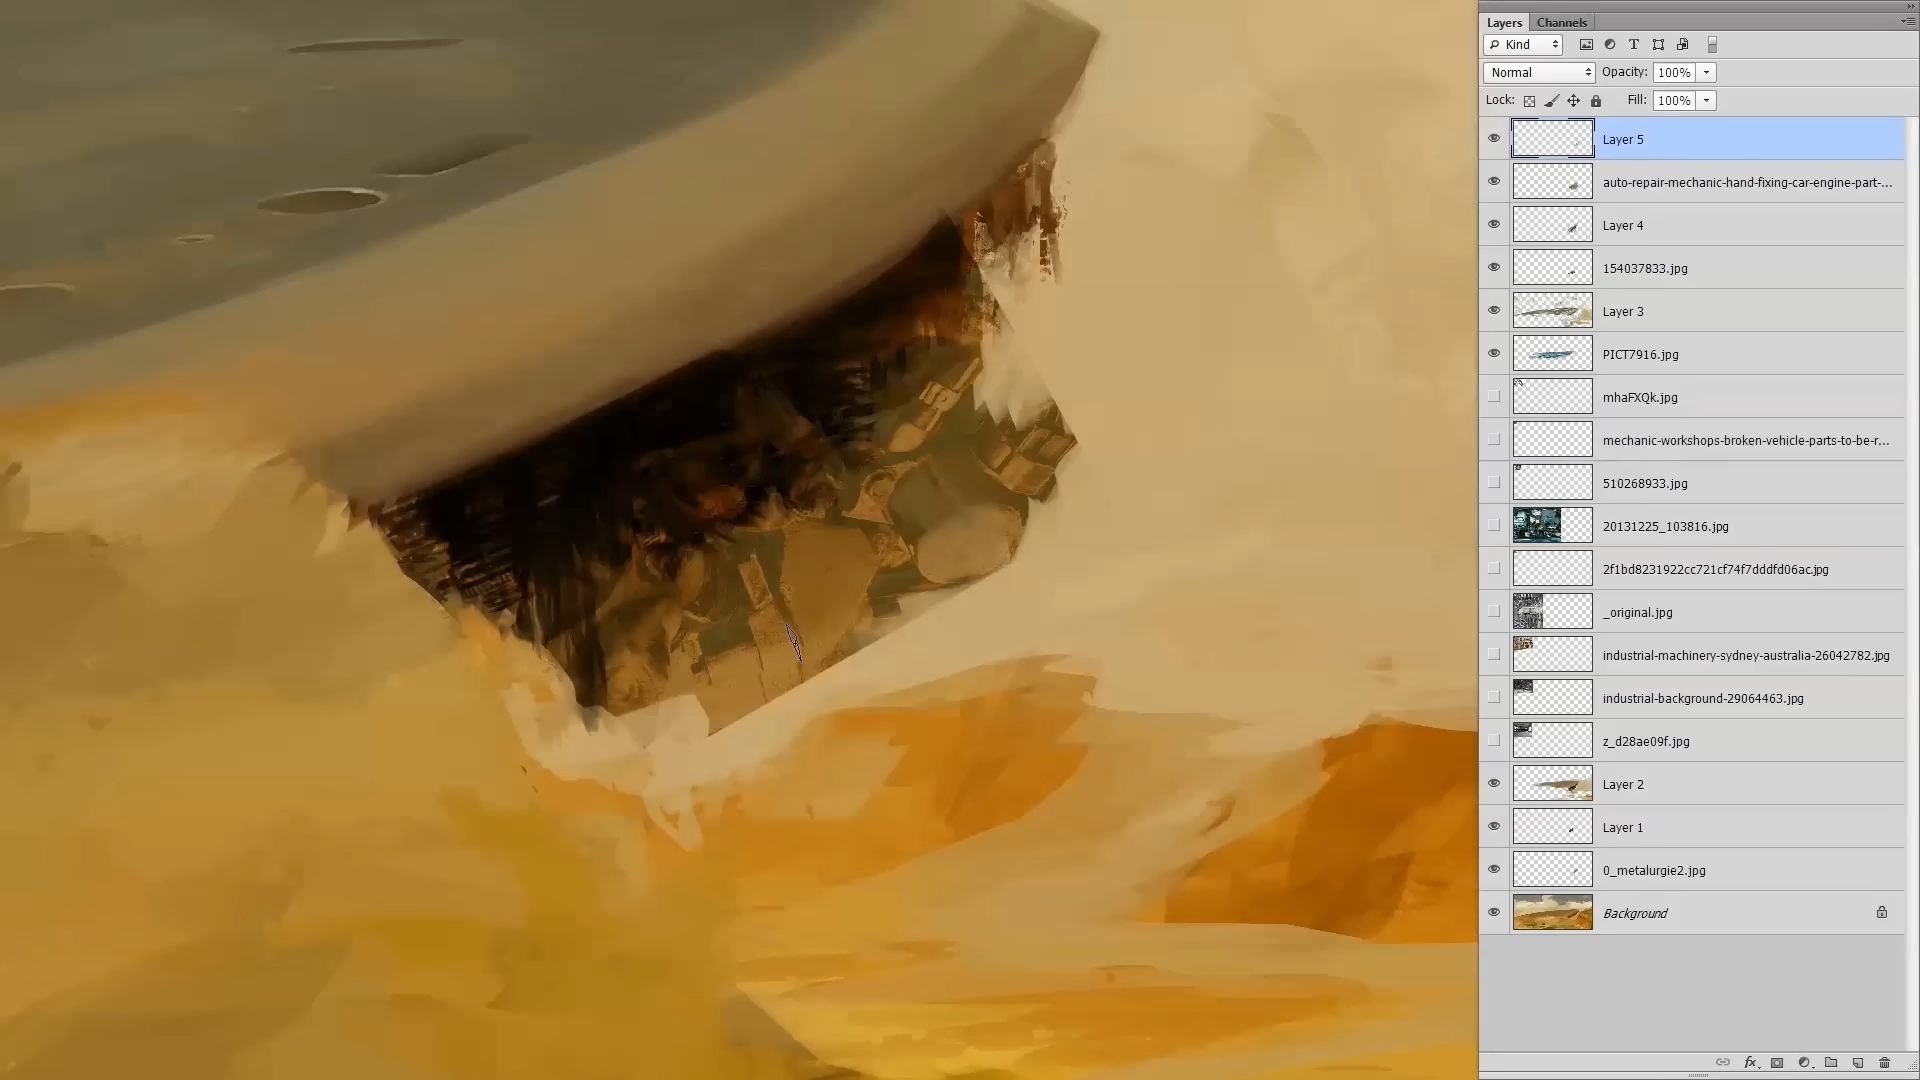 Layers Channels
Kind
Normal Opacity: 100%
Lock: Fill: 100%
Layer 5
auto-repair-mechanic-hand-fixing-car-engine-part-...
Layer 4
154037833.jpg
Layer 3
PICT7916.jpg
mhaFXQk.jpg
mechanic-workshops-broken-vehicle-parts-to-be-r...
510268933.jpg
20131225_103816.jpg
2f1bd8231922cc721cf74f7dddfd06ac.jpg
_original.jpg
industrial-machinery-sydney-australia-26042782.jpg
industrial-background-29064463.jpg
z_d28ae09f.jpg
Layer 2
Layer 1
0_metalurgie2.jpg
Background
fx